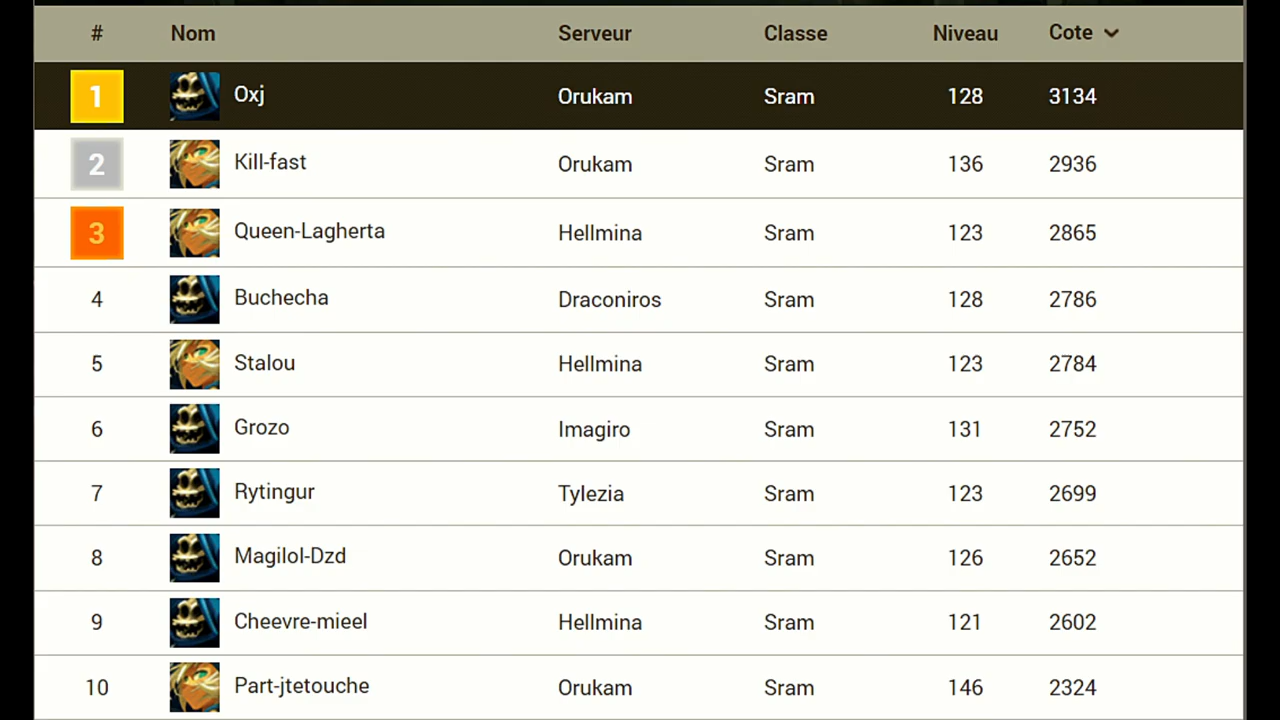 # Nom Serveur Classe Niveau Cote
1 Oxj Orukam Sram 128 3134
2 Kill-fast Orukam Sram 136 2936
3 Queen-Lagherta Hellmina Sram 123 2865
4 Buchecha Draconiros Sram 128 2786
5 Stalou Hellmina Sram 123 2784
6 Grozo Imagiro Sram 131 2752
7 Rytingur Tylezia Sram 123 2699
8 Magilol-Dzd Orukam Sram 126 2652
9 Cheevre-mieel Hellmina Sram 121 2602
10 Part-jtetouche Orukam Sram 146 2324